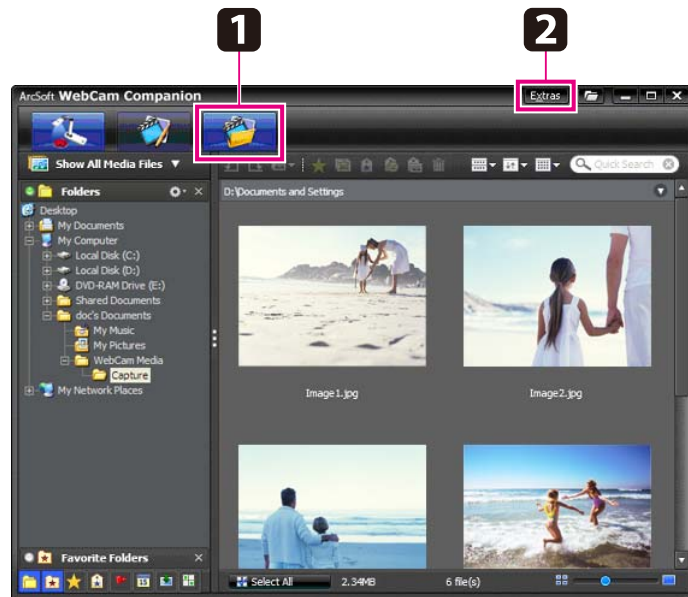 1
2
ArcSoft WebCam Companion
Extras
Show All Media Files
Quick Search
Folders
D:\Documents and Settings
Desktop
My Documents
My Computer
Local Disk (C:)
Local Disk (D:)
DVD-RAM Drive (E:)
Shared Documents
doc's Documents
My Music
My Pictures
WebCam Media
Capture
My Network Places
Image1.jpg
Image2.jpg
Favorite Folders
Select All
2.34MB
6 file(s)